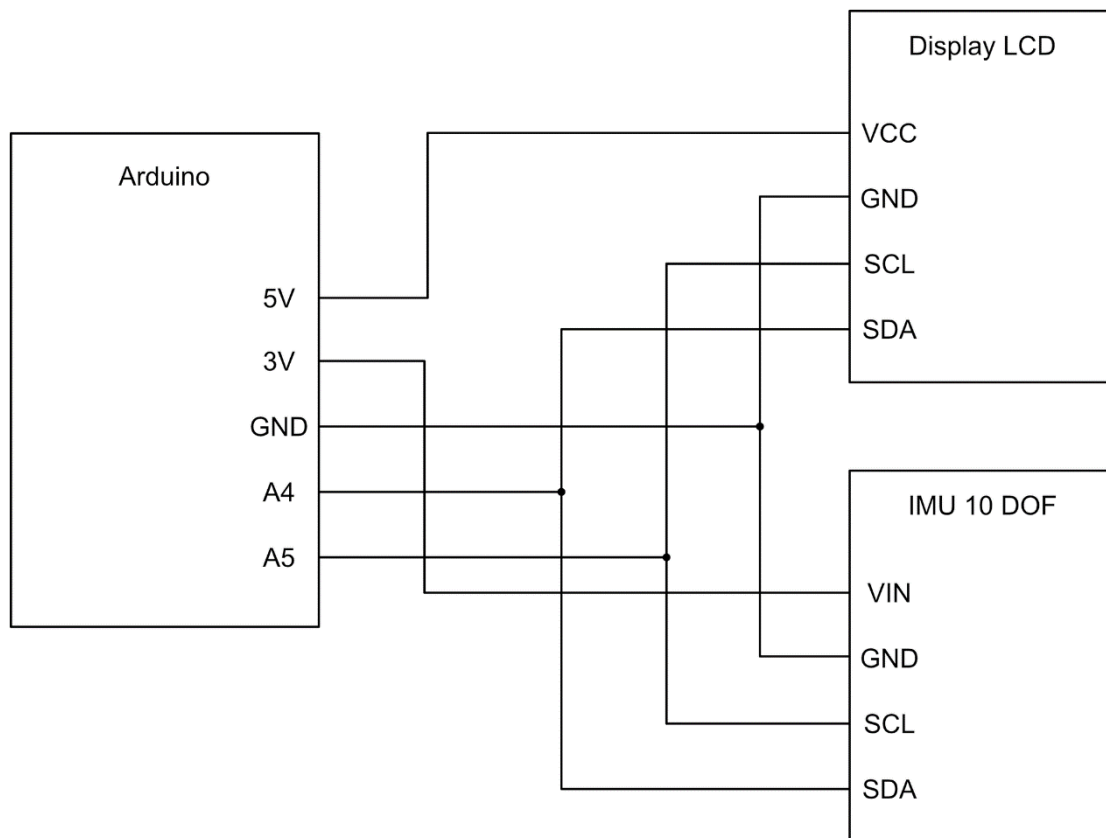 Display LCD
VCC
GND
SCL
SDA
Arduino
5V
3V
GND
A4
A5
IMU 10 DOF
VIN
GND
SCL
SDA